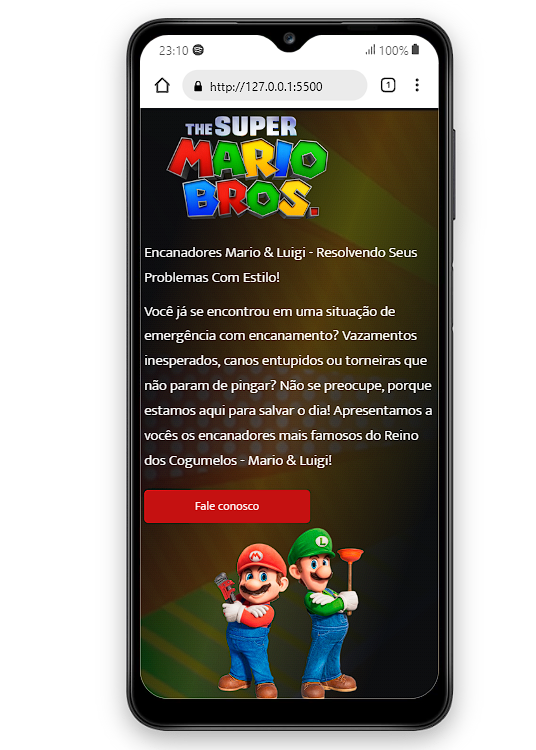 23:10
100%
http://127.0.0.1:5500
1
THE SUPER
MARIO
BROS.
Encanadores Mario & Luigi - Resolvendo Seus
Problemas Com Estilo!
Você já se encontrou em uma situação de
emergência com encanamento? Vazamentos
inesperados, canos entupidos ou torneiras que
não param de pingar? Não se preocupe, porque
estamos aqui para salvar o dia! Apresentamos a
vocês os encanadores mais famosos do Reino
dos Cogumelos - Mario & Luigi!
Fale conosco
M
L